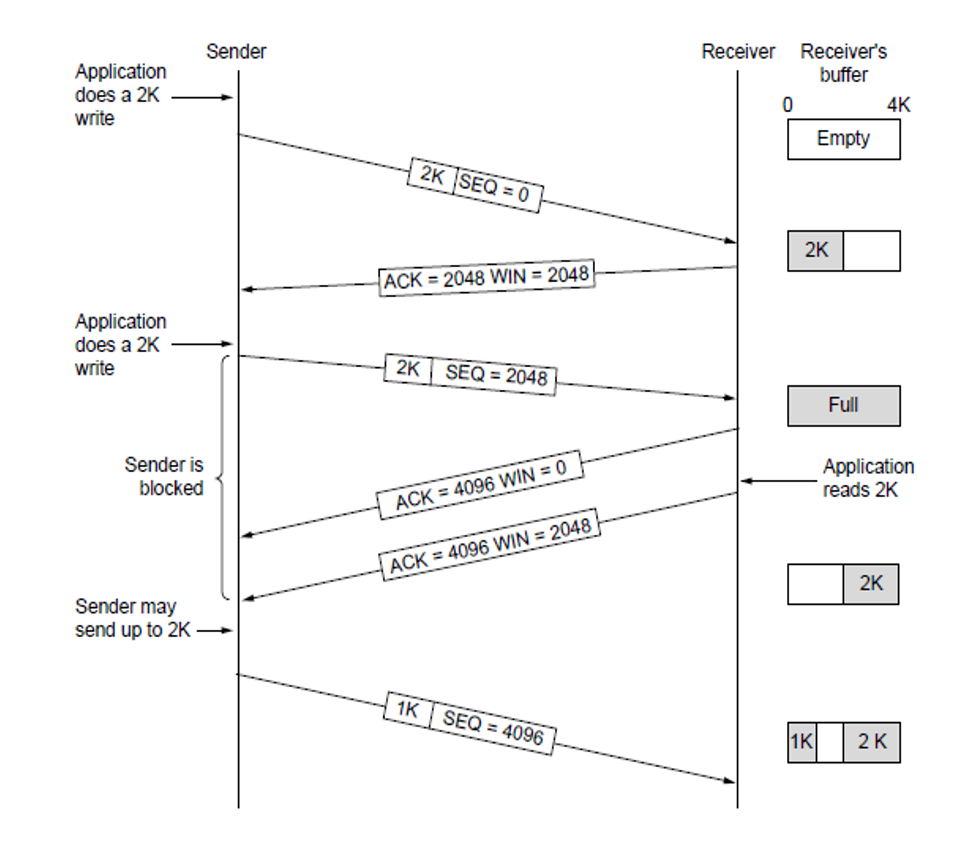 Sender
Receiver
Receiver's
buffer
Application
does a 2K
write
0 4K
Empty
2K SEQ = 0
2K
ACK = 2048 WIN = 2048
Application
does a 2K
write
2K SEQ = 2048
Full
Sender is
blocked
ACK = 4096 WIN = 0
Application
reads 2K
ACK = 4096 WIN = 2048
2K
Sender may
send up to 2K
1K SEQ = 4096
1K 2 K